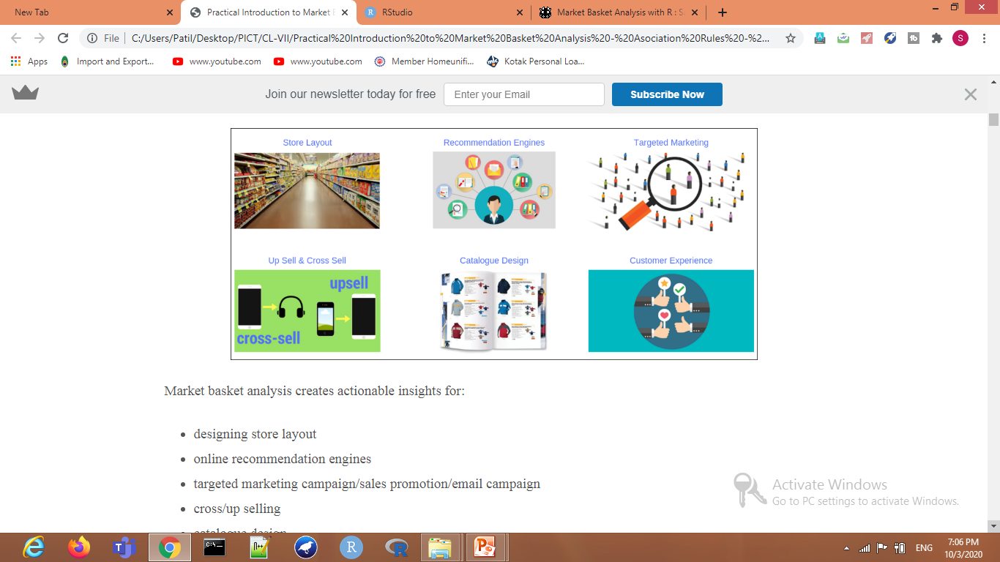 New Tab
Practical Introduction to Market B
RStudio
Market Basket Analysis with R : S
File
C:/Users/Patil/Desktop/PICT/CL-VII/Practical%20Introduction%20to%20Market%20Basket%20Analysis%20-%20Asociation%20Rules%20-%2...
S
Apps
Import and Export...
www.youtube.com
www.youtube.com
Member Homeunifi...
Kotak Personal Loa...
Join our newsletter today for free
Enter your Email
Subscribe Now
Store Layout
Recommendation Engines
Targeted Marketing
Up Sell & Cross Sell
Catalogue Design
Customer Experience
upsell
cross-sell
Market basket analysis creates actionable insights for:
• designing store layout
• online recommendation engines
• targeted marketing campaign/sales promotion/email campaign
• cross/up selling
• catalogue design
Activate Windows
Go to PC settings to activate Windows.
ENG
7:06 PM
10/3/2020